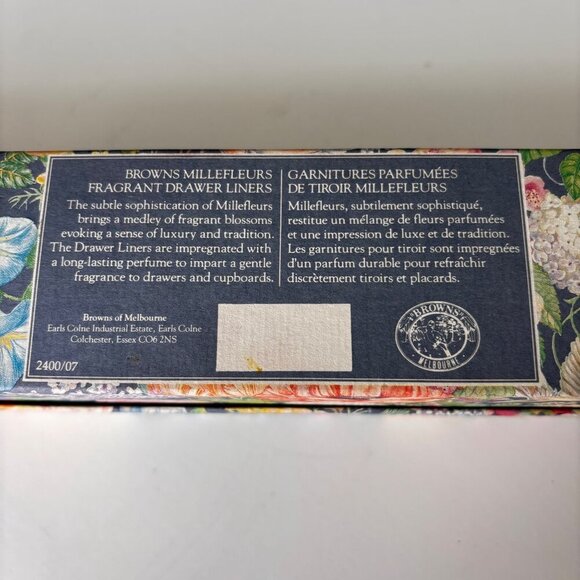 BROWNS MILLEFLEURS
FRAGRANT DRAWER LINERS
The subtle sophistication of Millefleurs
brings a medley of fragrant blossoms
evoking a sense of luxury and tradition.
The Drawer Liners are impregnated with
a long-lasting perfume to impart a gentle
fragrance to drawers and cupboards.
GARNITURES PARFUMÉES
DE TIROIR MILLEFLEURS
Millefleurs, subtilement sophistiqué,
restitue un mélange de fleurs parfumées
et une impression de luxe et de tradition.
Les garnitures pour tiroir sont impregnées
d'un parfum durable pour refraîchir
discrètement tiroirs et placards.
Browns of Melbourne
Earls Colne Industrial Estate, Earls Colne
Colchester, Essex CO6 2NS
2400/07
BROWNS
MELBOURNE